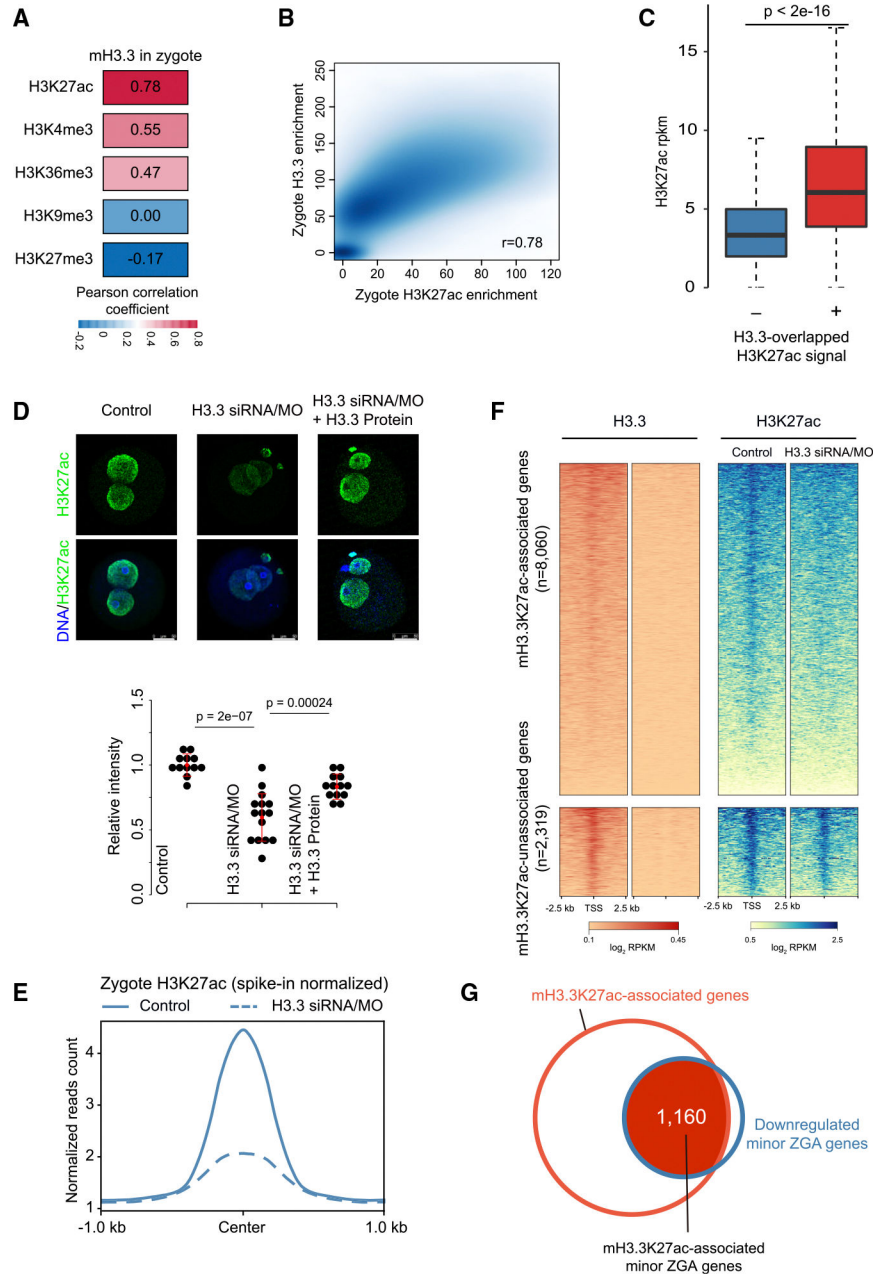 A
mH3.3 in zygote
H3K27ac 0.78
H3K4me3 0.55
H3K36me3 0.47
H3K9me3 0.00
H3K27me3 -0.17
Pearson correlation
coefficient
-0.2 0 0.2 0.4 0.6 0.8
B
Zygote H3.3 enrichment
250
200
150
100
50
0
r=0.78
0 20 40 60 80 100 120
Zygote H3K27ac enrichment
C
p < 2e-16
H3K27ac rpkm
15
10
5
0
– +
H3.3-overlapped
H3K27ac signal
D
Control H3.3 siRNA/MO H3.3 siRNA/MO
+ H3.3 Protein
H3K27ac
DNA/H3K27ac
Relative intensity
1.5
1.0
0.5
0.0
p = 2e−07
p = 0.00024
Control
H3.3 siRNA/MO
H3.3 siRNA/MO
+ H3.3 Protein
E
Zygote H3K27ac (spike-in normalized)
Control H3.3 siRNA/MO
Normalized reads count
4
3
2
1
-1.0 kb Center 1.0 kb
F
H3.3 H3K27ac
Control H3.3 siRNA/MO
mH3.3K27ac-associated genes
(n=8,060)
mH3.3K27ac-unassociated genes
(n=2,319)
-2.5 kb TSS 2.5 kb
-2.5 kb TSS 2.5 kb
0.1 0.45
log2 RPKM
0.5 2.5
log2 RPKM
G
mH3.3K27ac-associated genes
1,160
Downregulated
minor ZGA genes
mH3.3K27ac-associated
minor ZGA genes